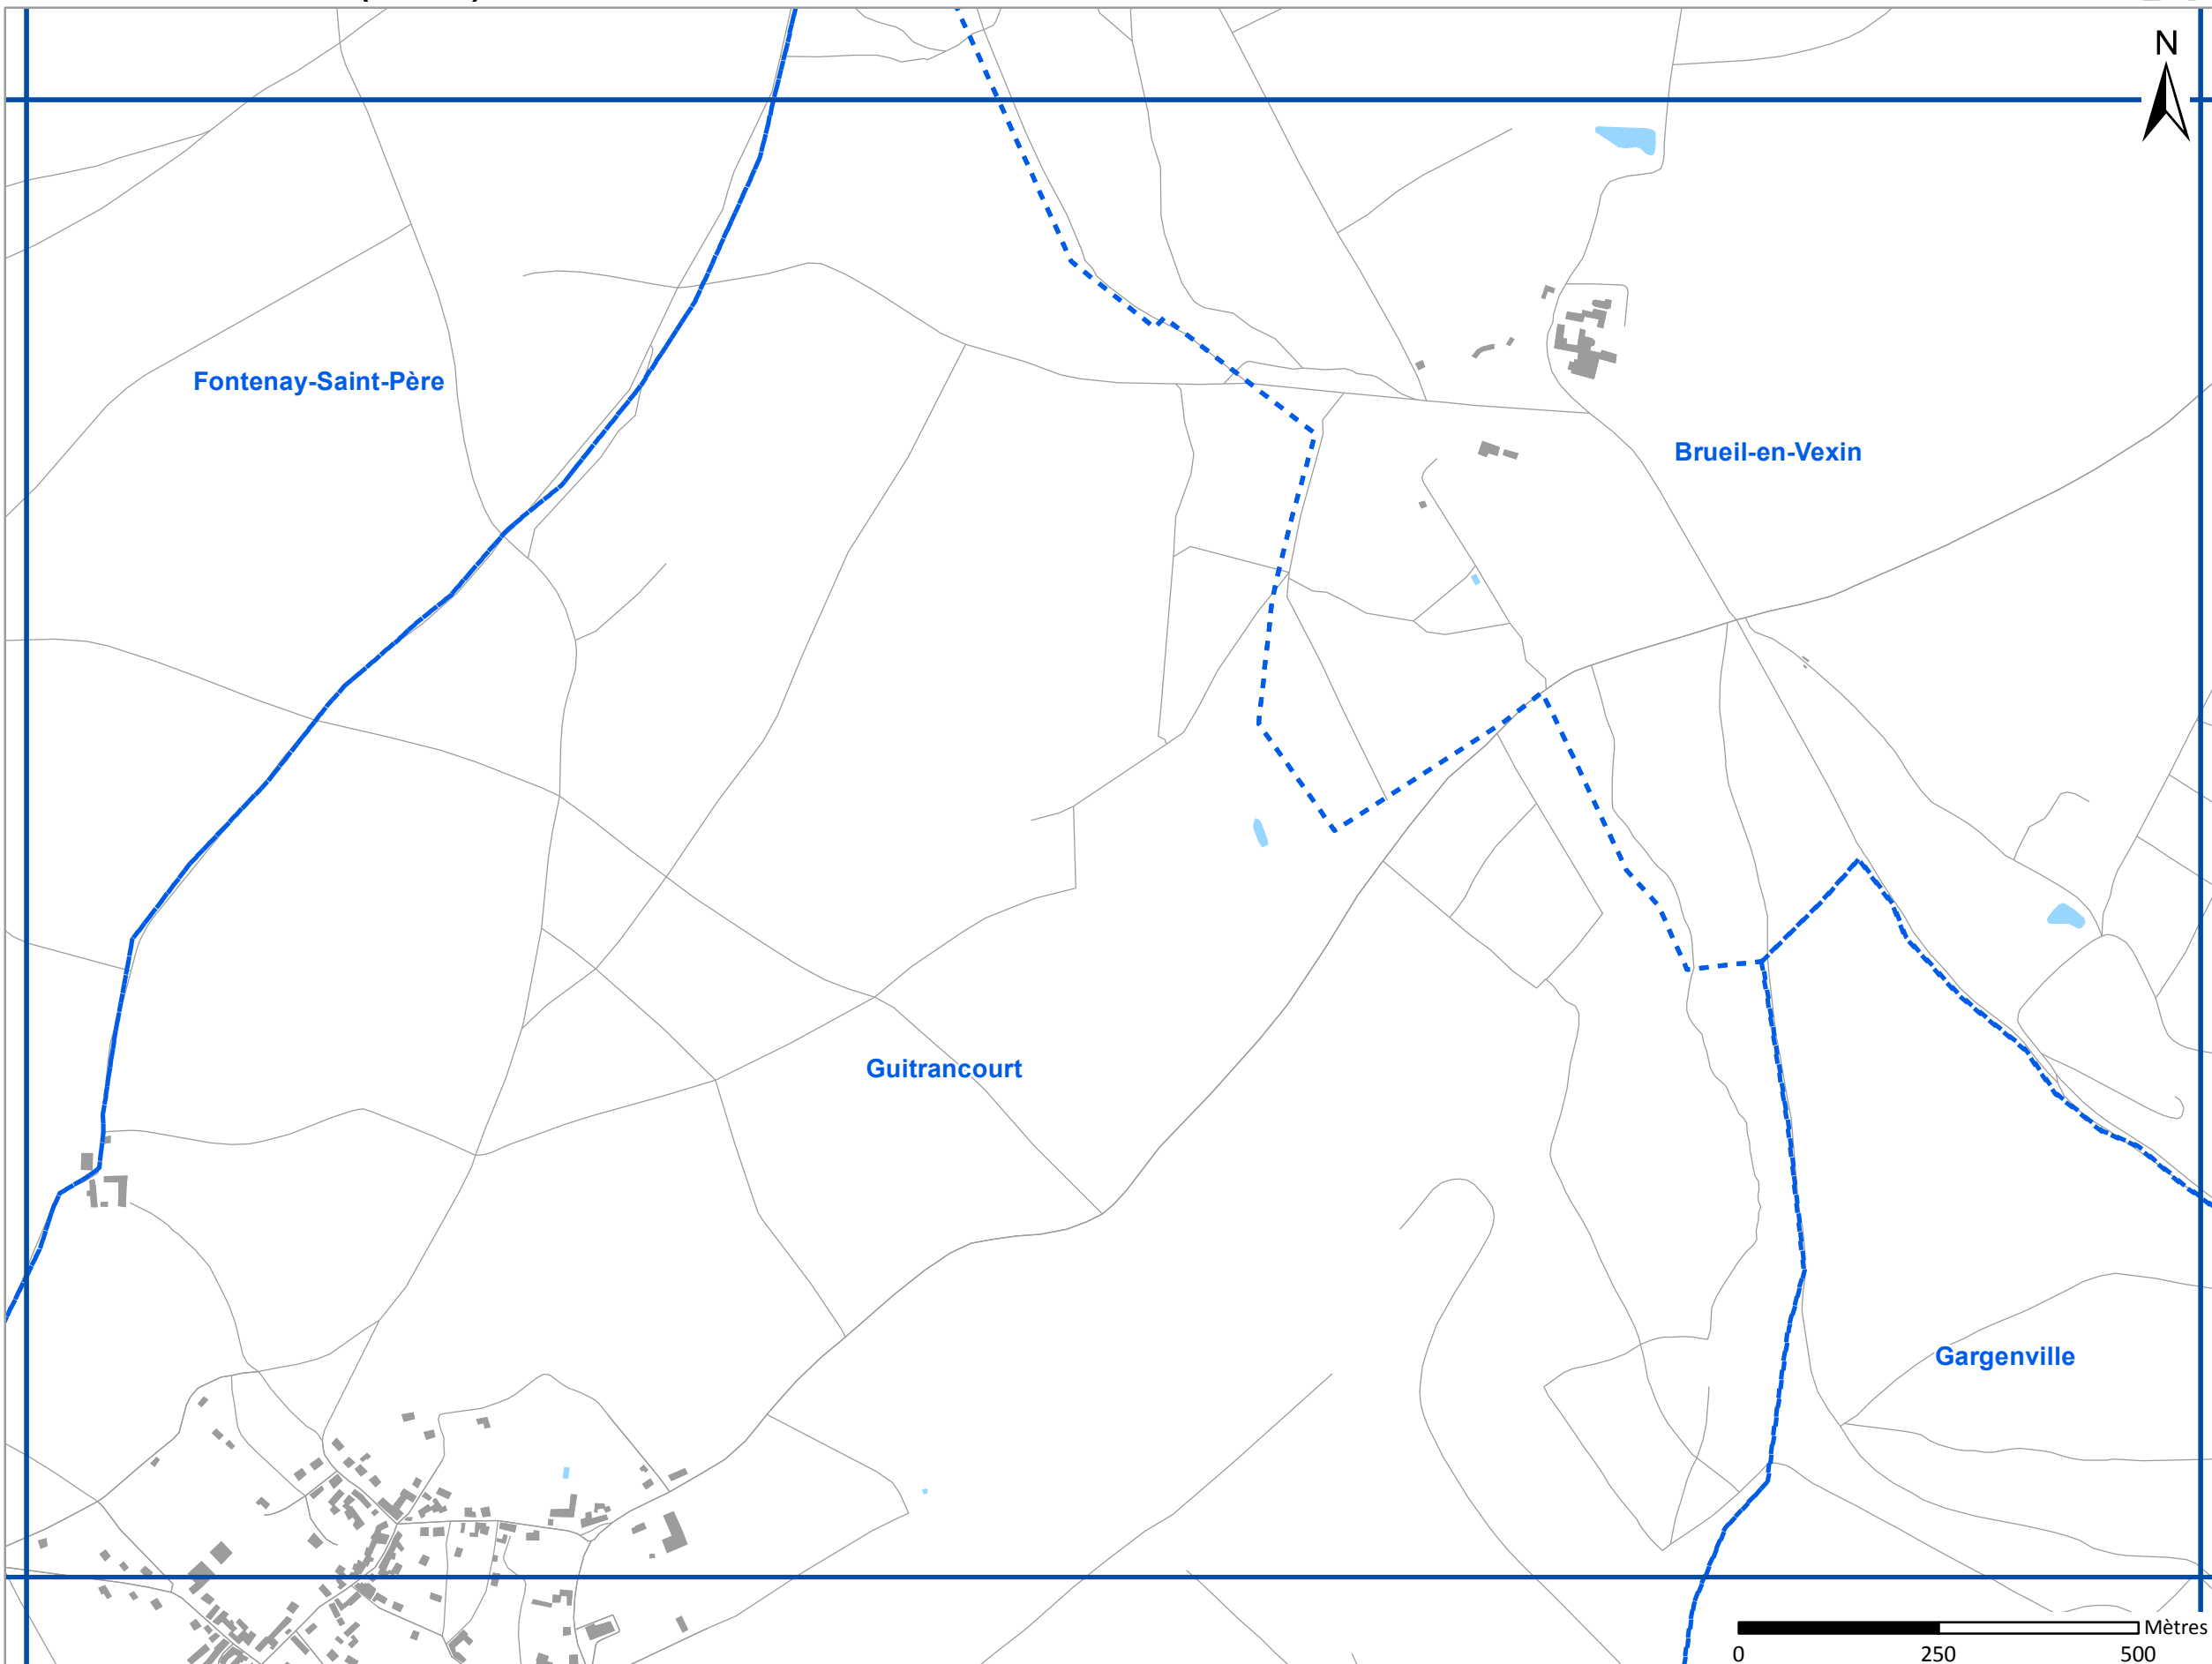 N
Fontenay-Saint-Père
Brueil-en-Vexin
Guitrancourt
Gargenville
Mètres
0 250 500